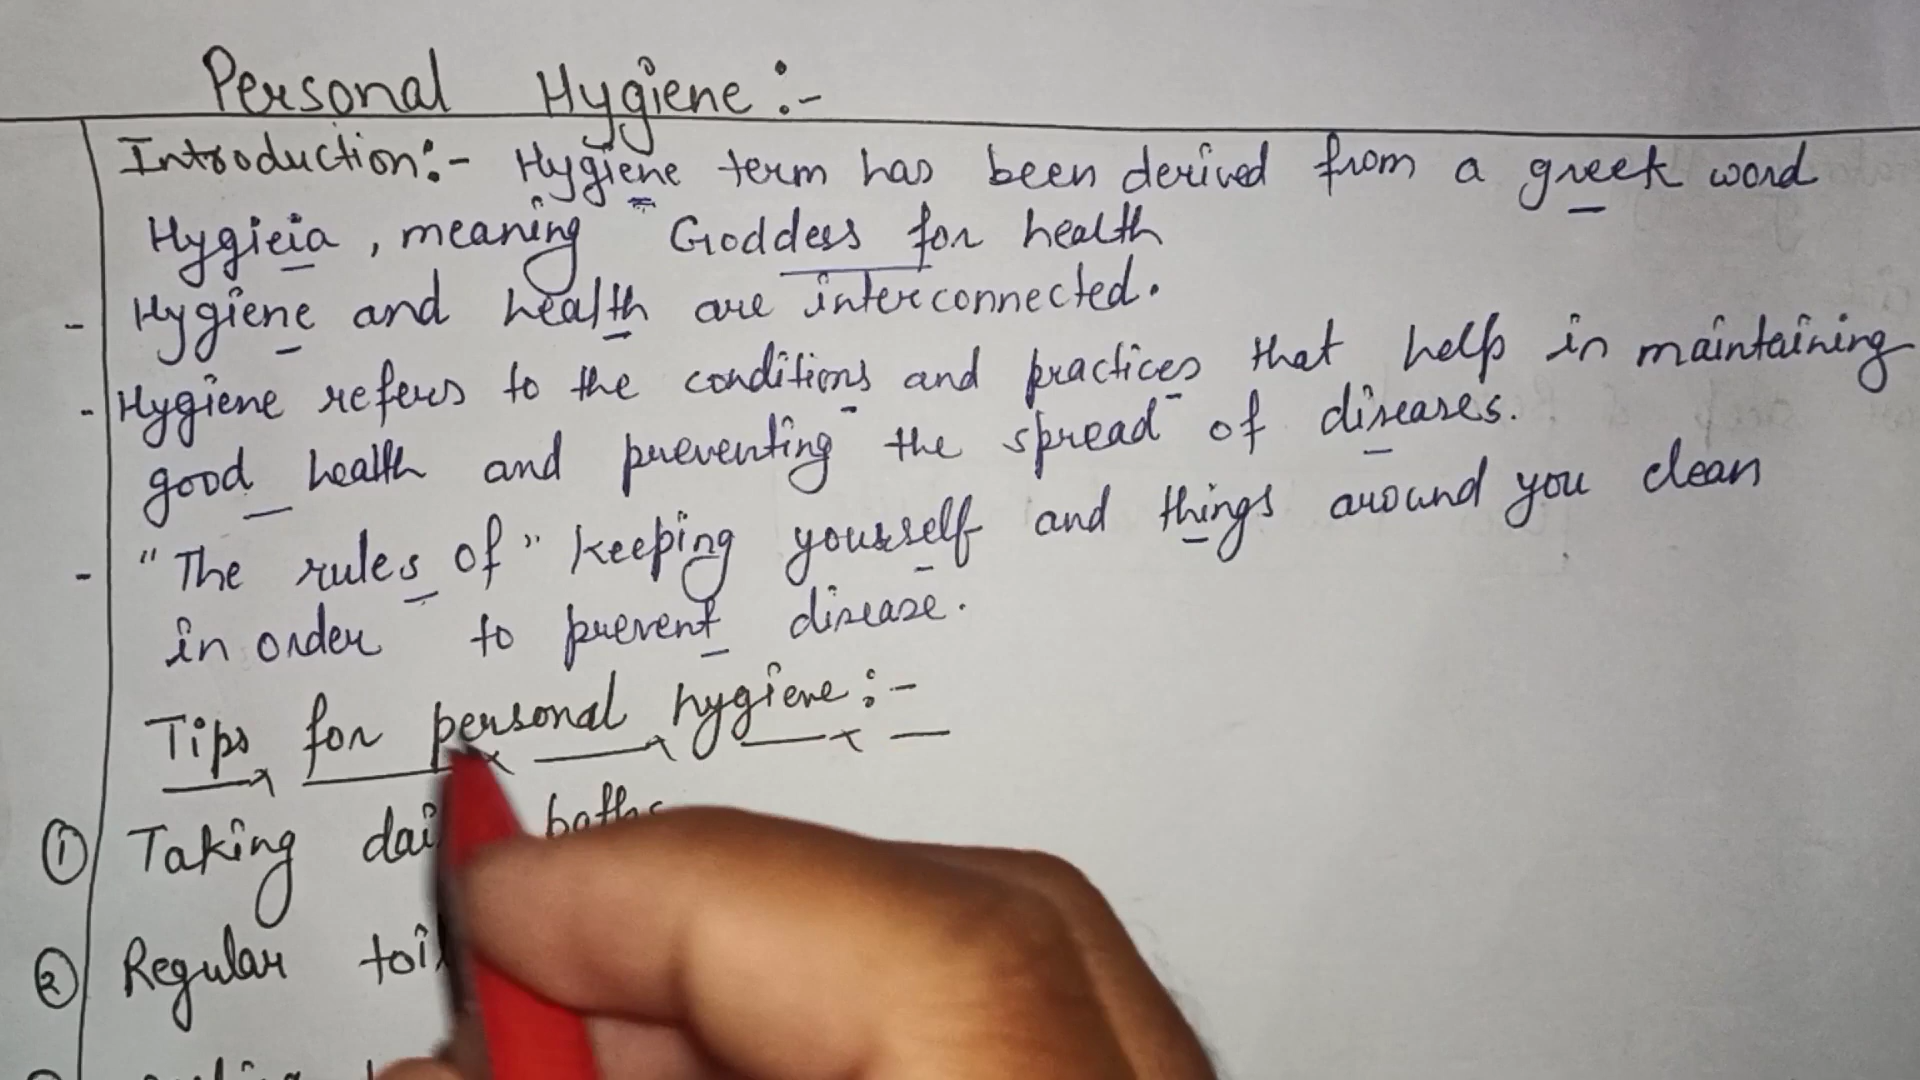 Personal Hygiene :-
Introduction:- Hygiene term has been derived from a greek word
Hygieia, meaning Goddess for health
- Hygiene and health are interconnected.
- Hygiene refers to the conditions and practices that help in maintaining
good health and preventing the spread of diseases.
- "The rules of" keeping yourself and things around you clean
in order to prevent disease.
Tips for personal hygiene :-
① Taking baths
② Regular